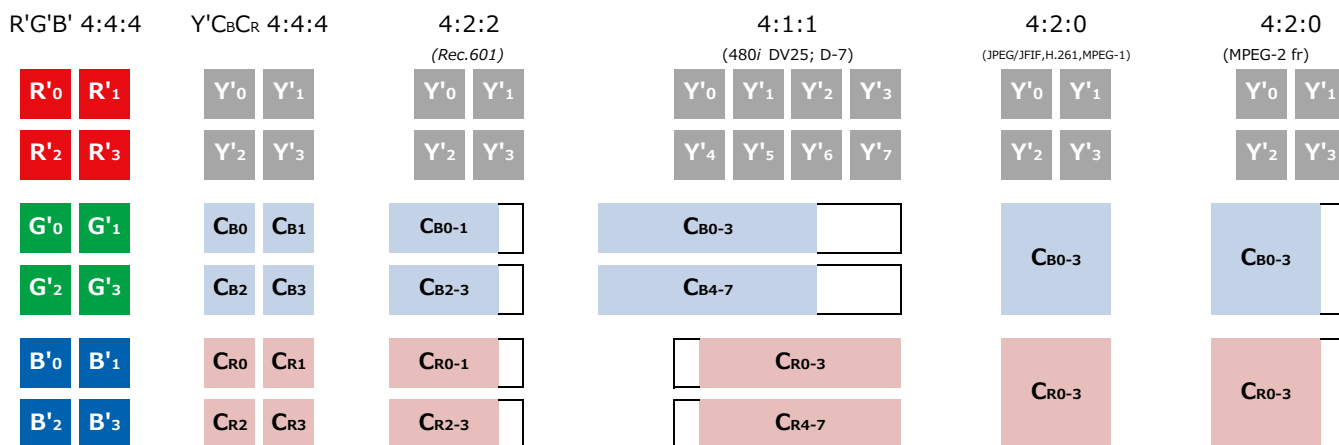 R'G'B' 4:4:4 Y'CBCR 4:4:4 4:2:2 4:1:1 4:2:0 4:2:0
(Rec.601) (480i DV25; D-7) (JPEG/JFIF,H.261,MPEG-1) (MPEG-2 fr)
R'0 R'1 Y'0 Y'1 Y'0 Y'1 Y'0 Y'1 Y'2 Y'3 Y'0 Y'1 Y'0 Y'1
R'2 R'3 Y'2 Y'3 Y'2 Y'3 Y'4 Y'5 Y'6 Y'7 Y'2 Y'3 Y'2 Y'3
G'0 G'1 CB0 CB1 CB0-1 CB0-3
CB0-3 CB0-3
G'2 G'3 CB2 CB3 CB2-3 CB4-7
B'0 B'1 CR0 CR1 CR0-1 CR0-3
CR0-3 CR0-3
B'2 B'3 CR2 CR3 CR2-3 CR4-7